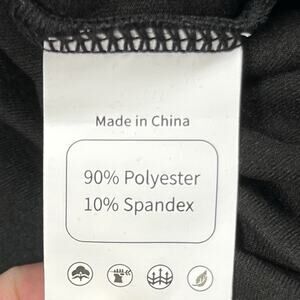 Made in China
90% Polyester
10% Spandex